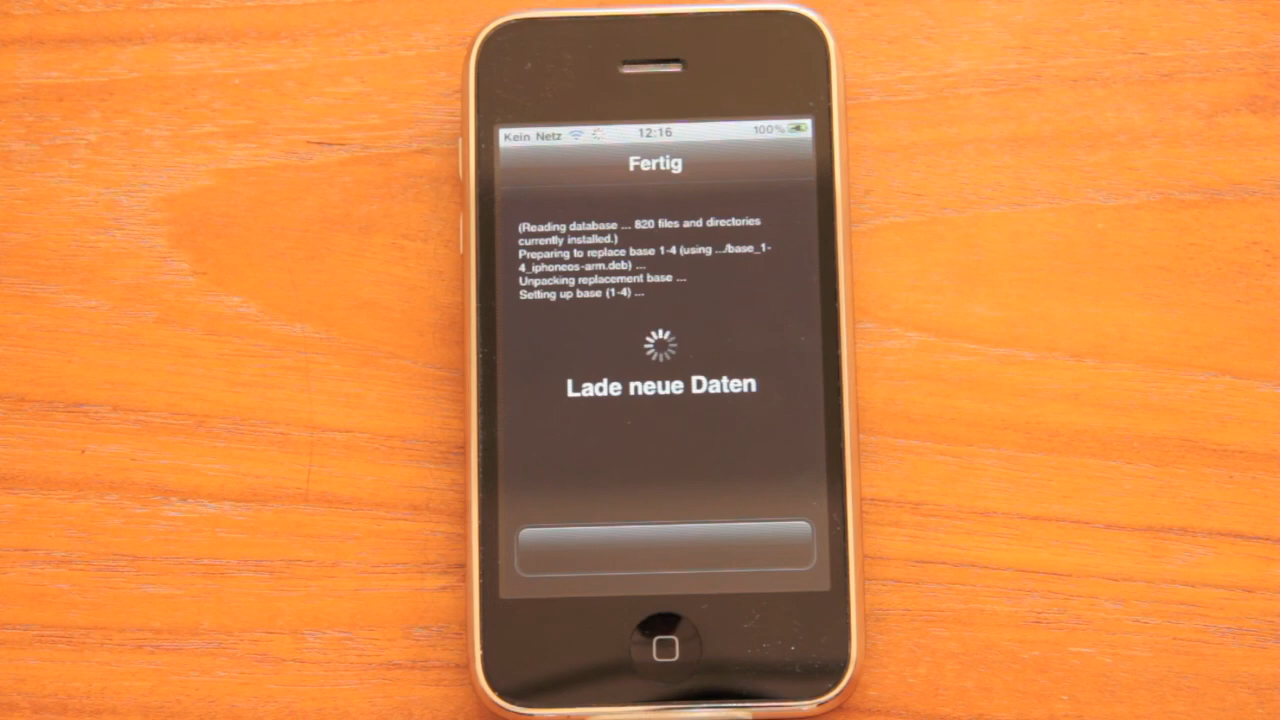 Kein Netz 12:16 100%
Fertig
(Reading database ... 820 files and directories
currently installed.)
Preparing to replace base 1-4 (using .../base_1-
4_iphoneos-arm.deb) ...
Unpacking replacement base ...
Setting up base (1-4) ...
Lade neue Daten